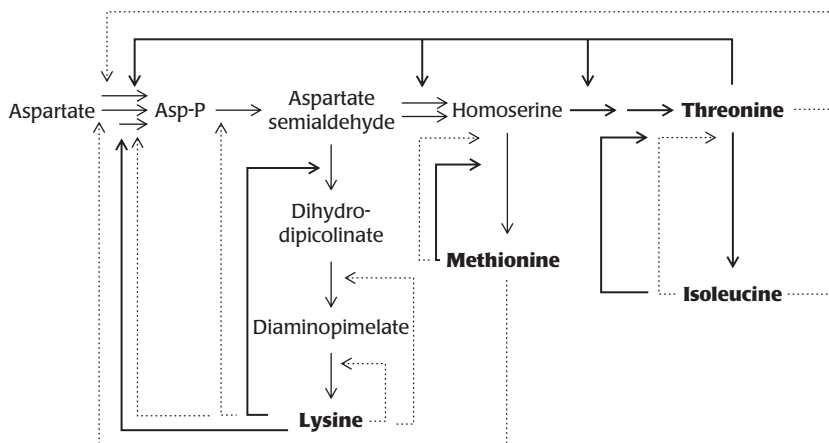 Aspartate
Asp-P
Aspartate
semialdehyde
Homoserine
Threonine
Dihydro-
dipicolinate
Methionine
Isoleucine
Diaminopimelate
Lysine